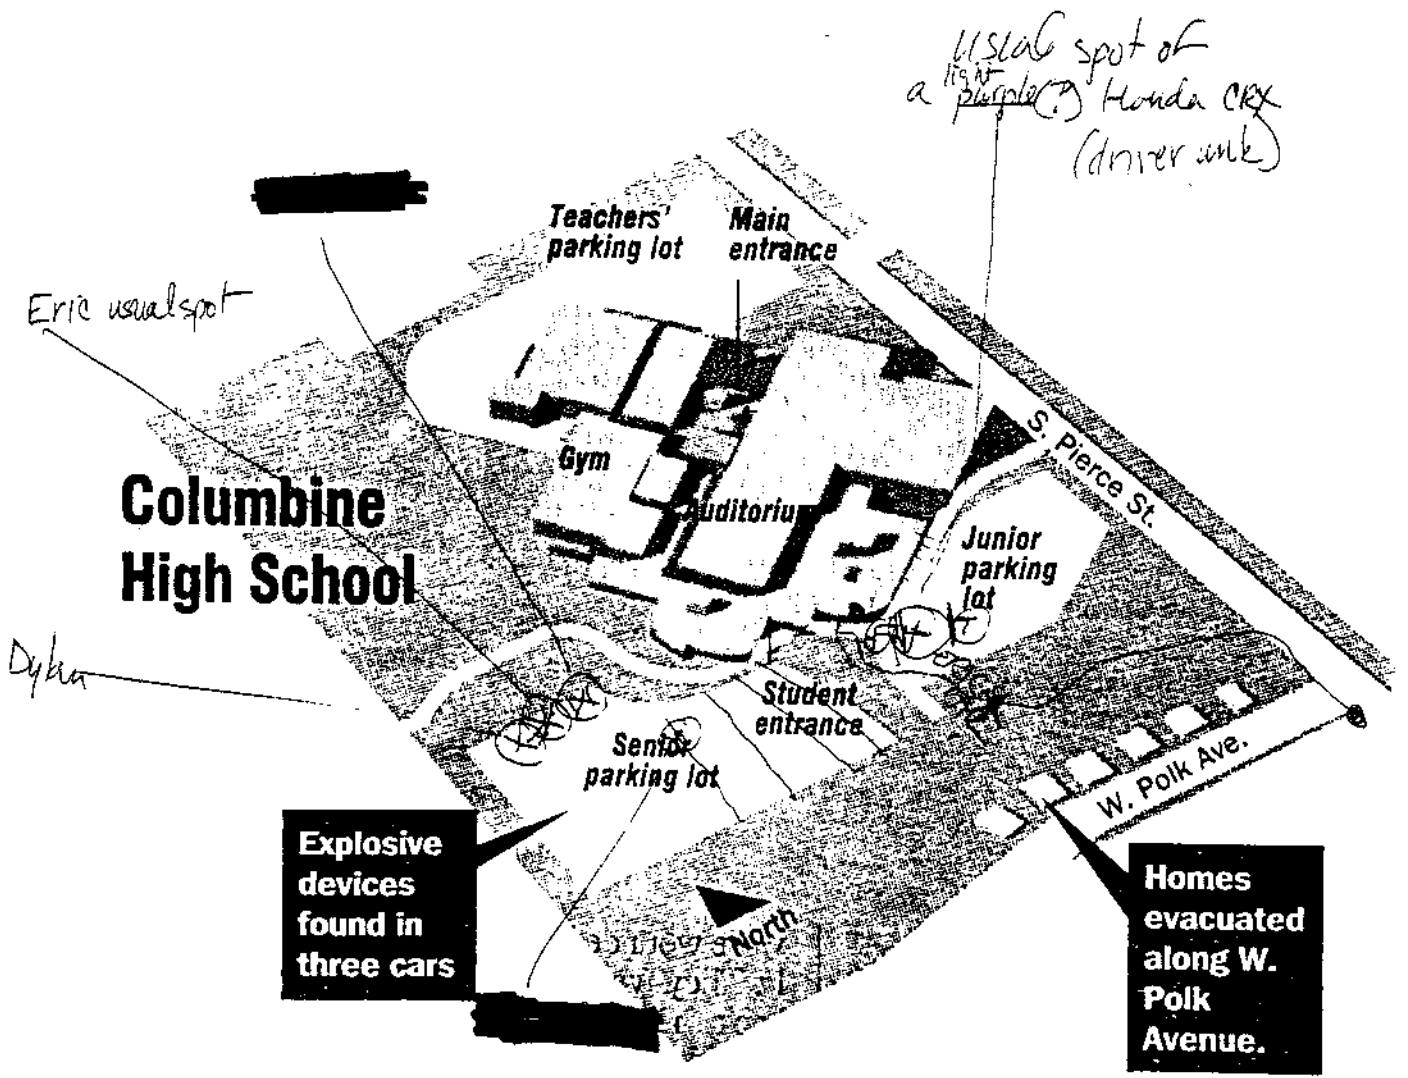 usual spot of
light
a purple(?) Honda CRX
(driver unk)
Teachers'
parking lot
Main
entrance
Eric usual spot
Gym
Auditorium
S. Pierce St.
Columbine
High School
Junior
parking
lot
Dylan
Student
entrance
Senior
parking lot
W. Polk Ave.
Explosive
devices
found in
three cars
North
Homes
evacuated
along W.
Polk
Avenue.